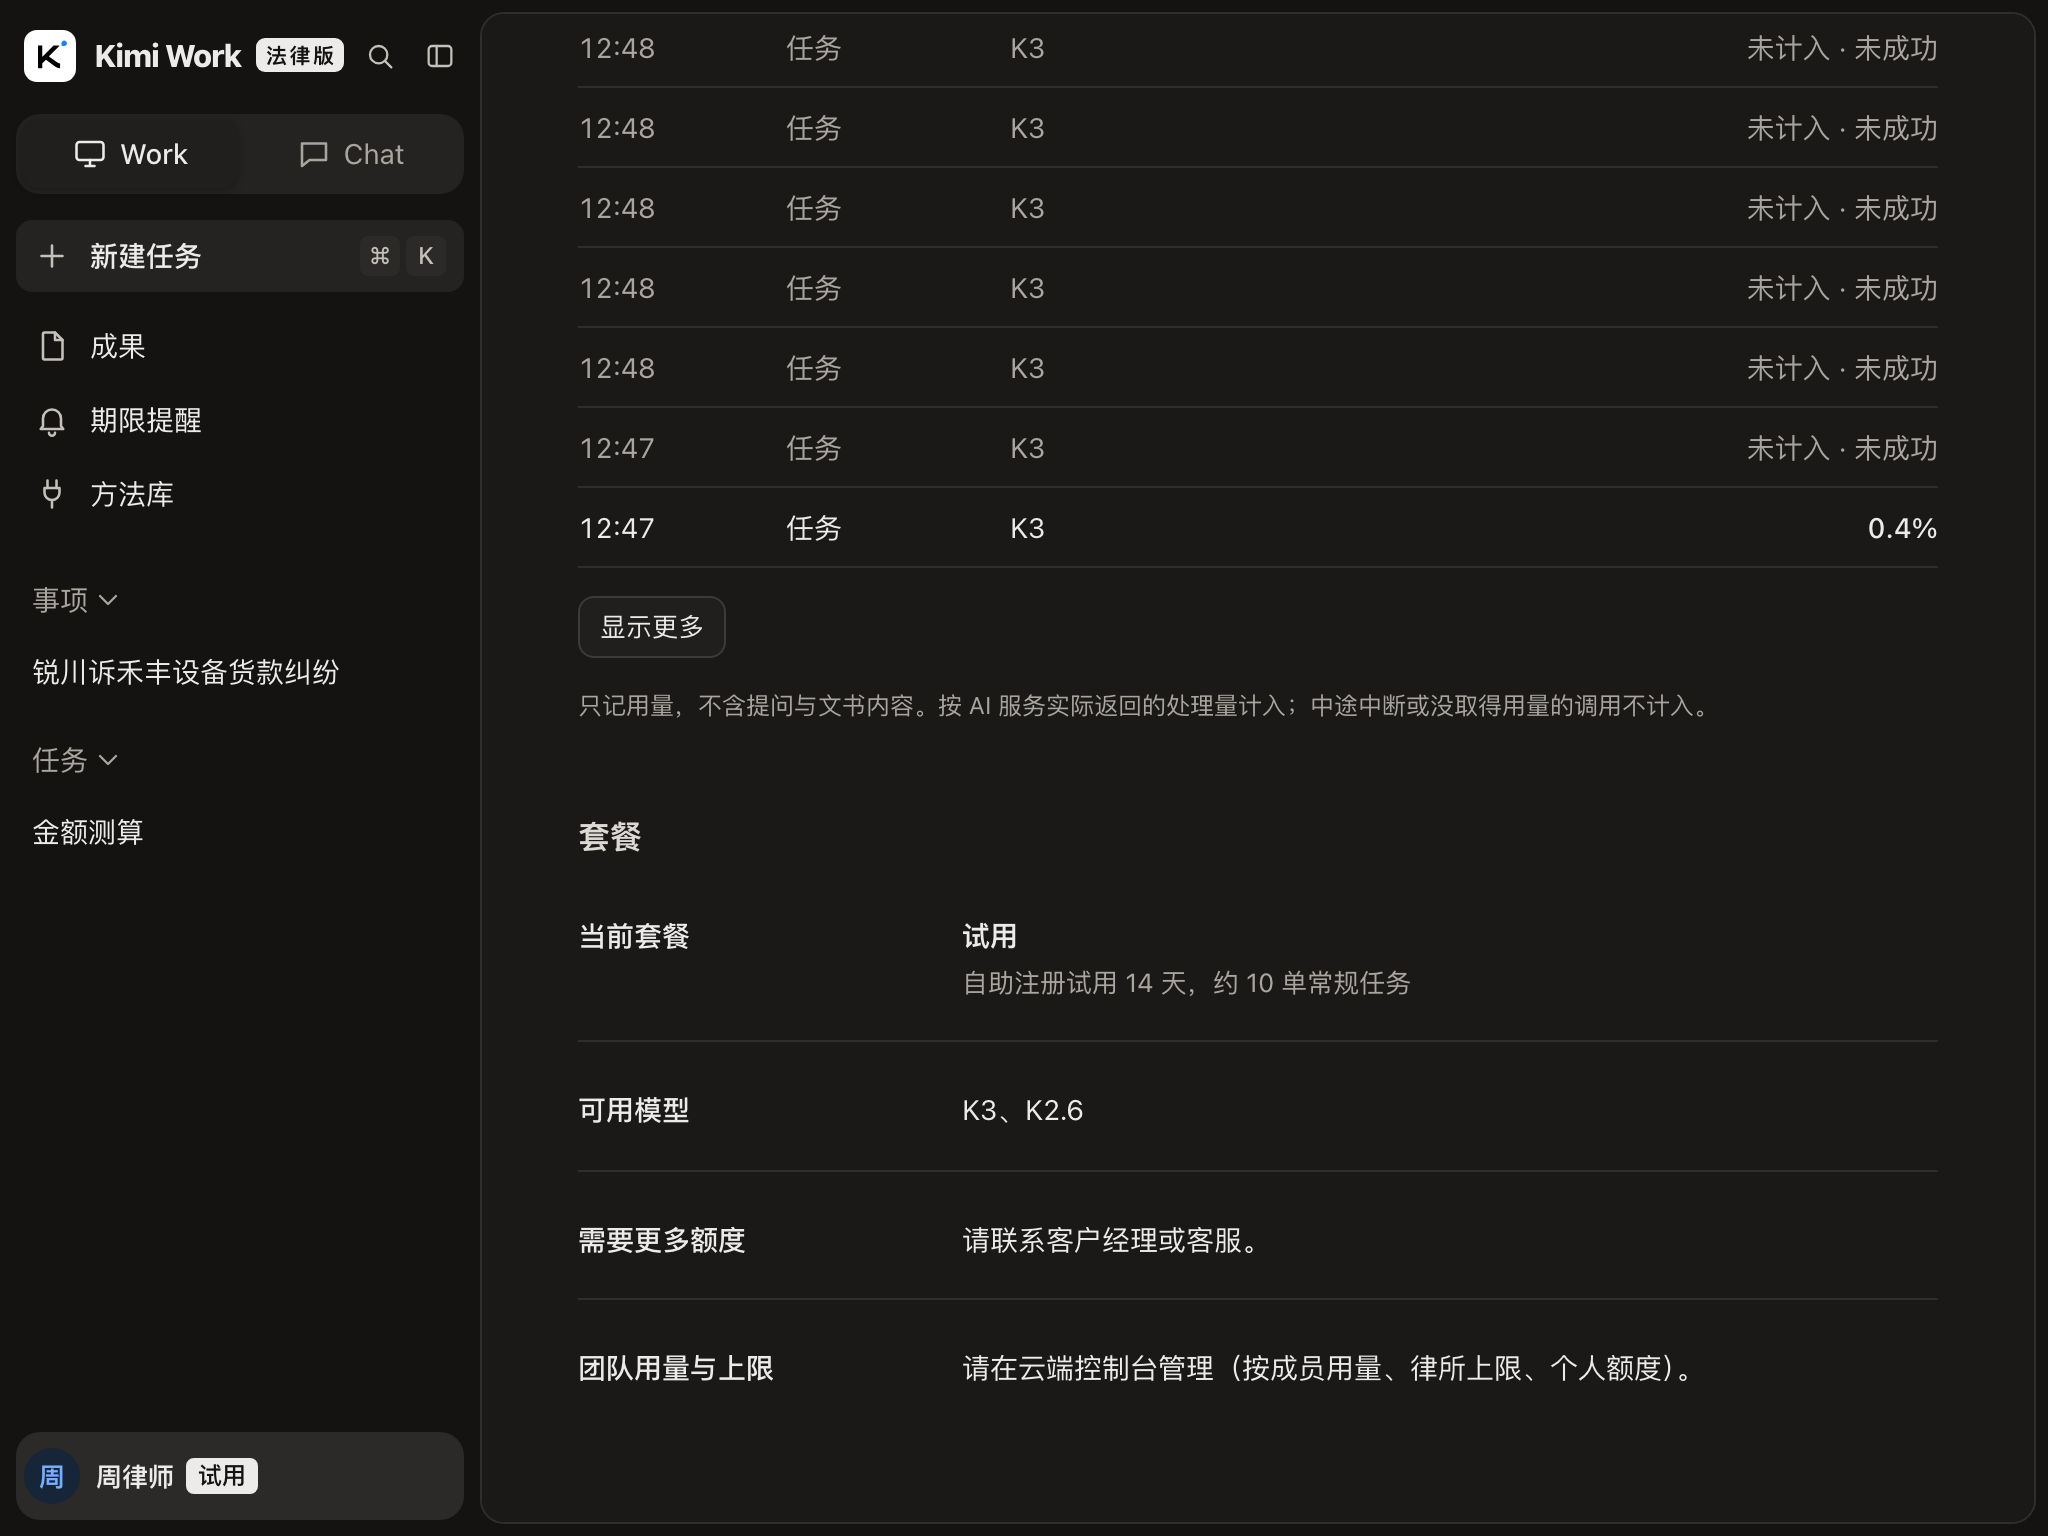 Kimi Work 法律版
Work
Chat
新建任务 ⌘ K
成果
期限提醒
方法库
事项
锐川诉禾丰设备货款纠纷
任务
金额测算
周 周律师 试用
12:48 任务 K3 未计入 · 未成功
12:48 任务 K3 未计入 · 未成功
12:48 任务 K3 未计入 · 未成功
12:48 任务 K3 未计入 · 未成功
12:48 任务 K3 未计入 · 未成功
12:47 任务 K3 未计入 · 未成功
12:47 任务 K3 0.4%
显示更多
只记用量，不含提问与文书内容。按 AI 服务实际返回的处理量计入；中途中断或没取得用量的调用不计入。
套餐
当前套餐 试用
自助注册试用 14 天，约 10 单常规任务
可用模型 K3、K2.6
需要更多额度 请联系客户经理或客服。
团队用量与上限 请在云端控制台管理（按成员用量、律所上限、个人额度）。